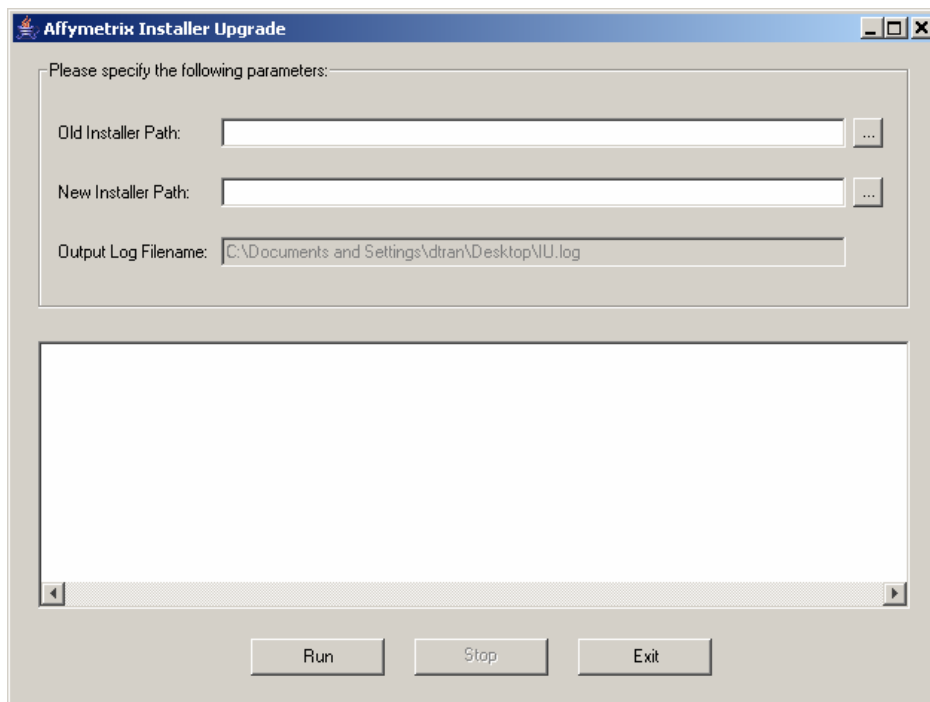 Affymetrix Installer Upgrade
Please specify the following parameters:
Old Installer Path:
...
New Installer Path:
...
Output Log Filename: C:\Documents and Settings\dtran\Desktop\IU.log
Run Stop Exit